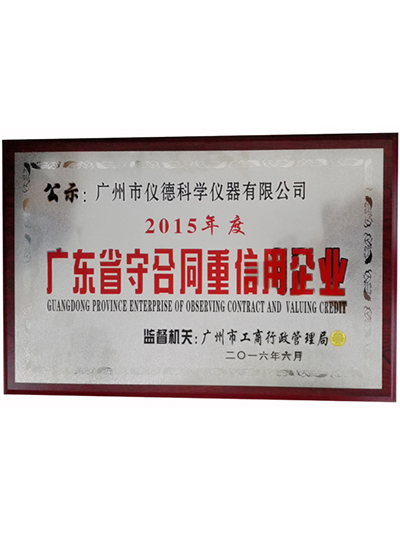 公示：广州市仪德科学仪器有限公司
2015年度
广东省守合同重信用企业
GUANGDONG PROVINCE ENTERPRISE OF OBSERVING CONTRACT AND VALUING CREDIT
监督机关：广州市工商行政管理局
二〇一六年六月